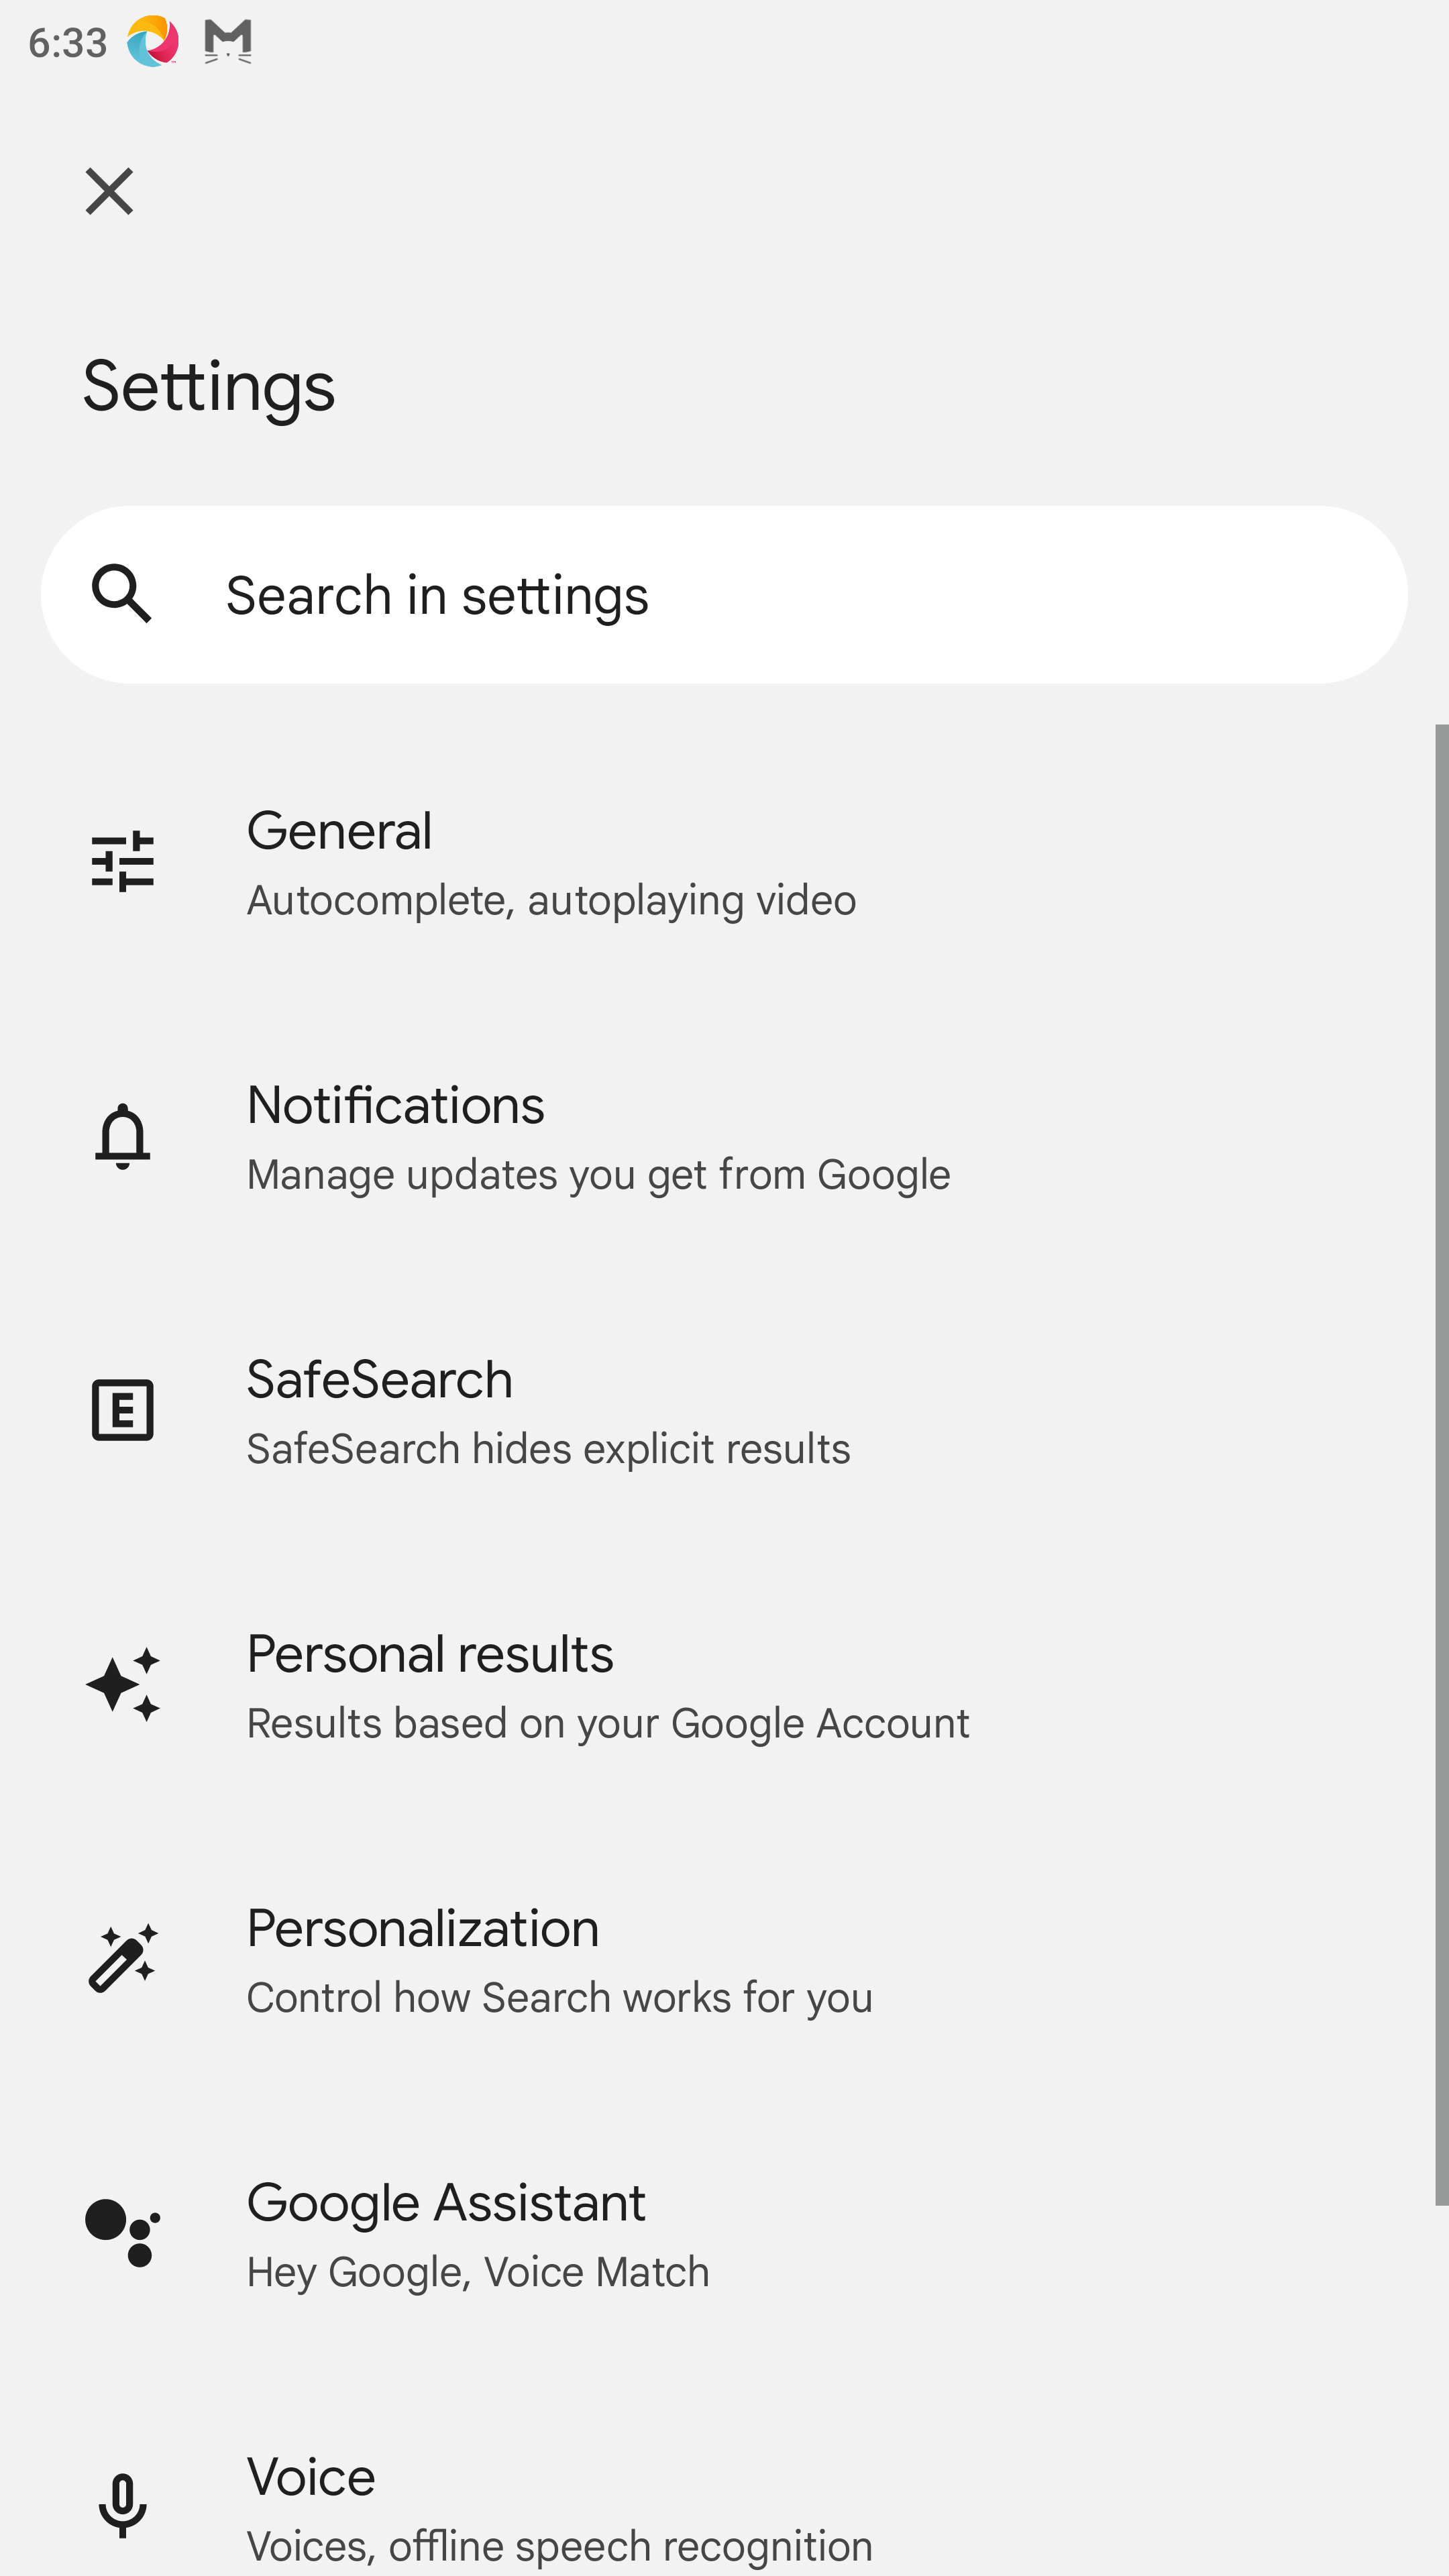 6:33
Settings
Search in settings
General
Autocomplete, autoplaying video
Notifications
Manage updates you get from Google
SafeSearch
SafeSearch hides explicit results
Personal results
Results based on your Google Account
Personalization
Control how Search works for you
Google Assistant
Hey Google, Voice Match
Voice
Voices, offline speech recognition